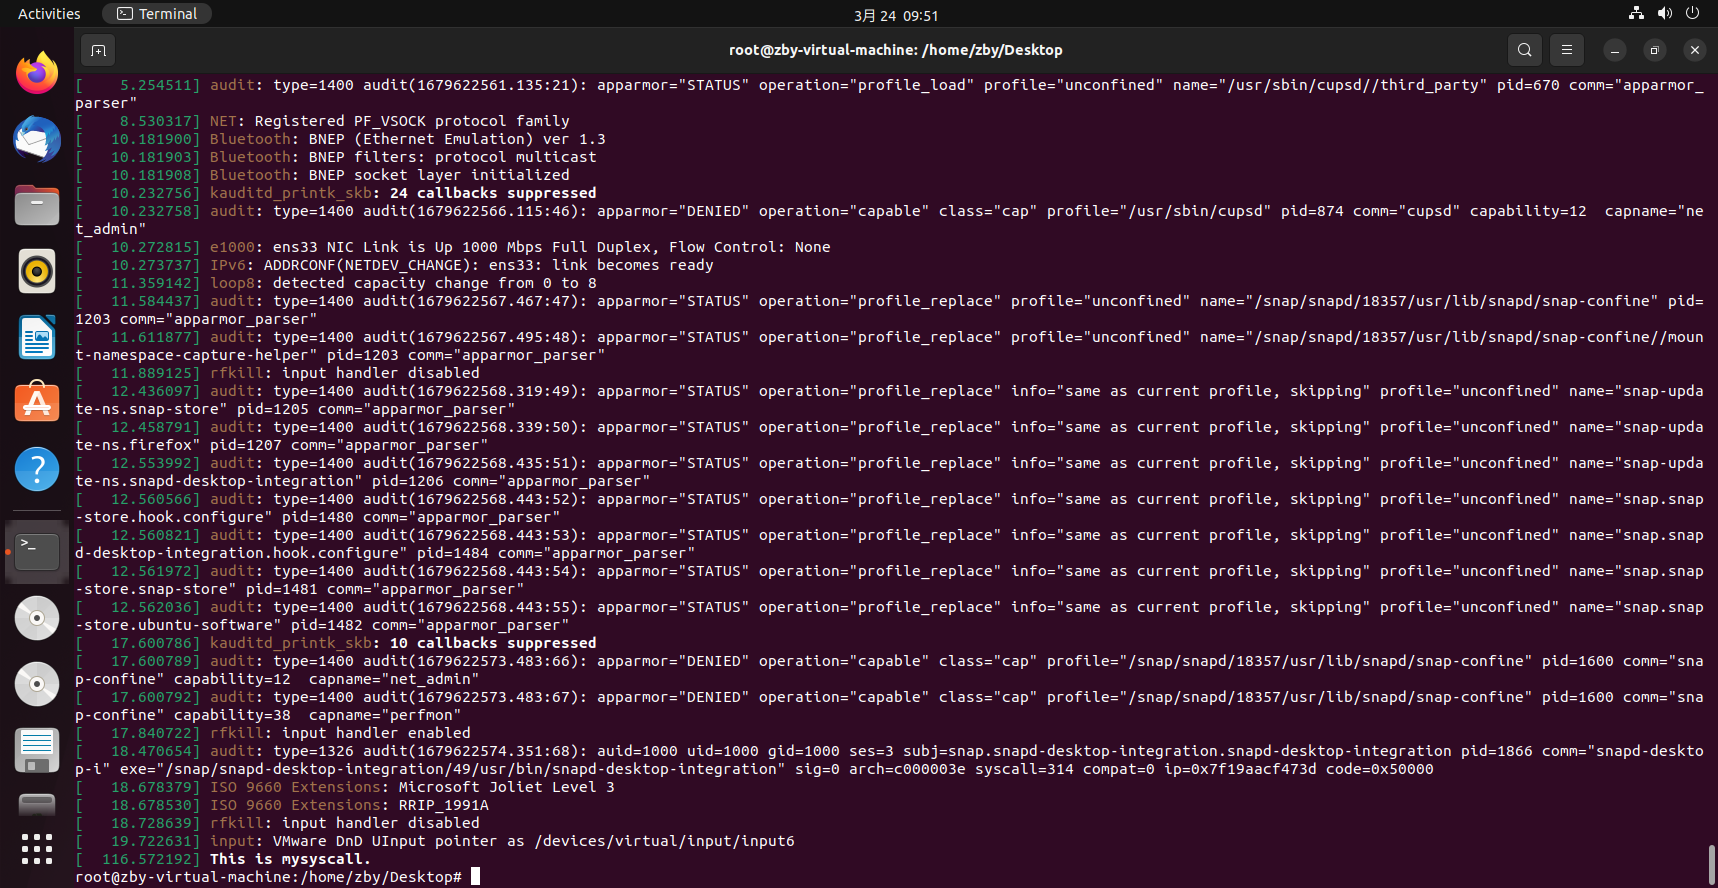 Activities
Terminal
3月 24 09:51
root@zby-virtual-machine: /home/zby/Desktop
[    5.254511] audit: type=1400 audit(1679622561.135:21): apparmor="STATUS" operation="profile_load" profile="unconfined" name="/usr/sbin/cupsd//third_party" pid=670 comm="apparmor_
parser"
[    8.530317] NET: Registered PF_VSOCK protocol family
[   10.181900] Bluetooth: BNEP (Ethernet Emulation) ver 1.3
[   10.181903] Bluetooth: BNEP filters: protocol multicast
[   10.181908] Bluetooth: BNEP socket layer initialized
[   10.232756] kauditd_printk_skb: 24 callbacks suppressed
[   10.232758] audit: type=1400 audit(1679622566.115:46): apparmor="DENIED" operation="capable" class="cap" profile="/usr/sbin/cupsd" pid=874 comm="cupsd" capability=12  capname="ne
t_admin"
[   10.272815] e1000: ens33 NIC Link is Up 1000 Mbps Full Duplex, Flow Control: None
[   10.273737] IPv6: ADDRCONF(NETDEV_CHANGE): ens33: link becomes ready
[   11.359142] loop8: detected capacity change from 0 to 8
[   11.584437] audit: type=1400 audit(1679622567.467:47): apparmor="STATUS" operation="profile_replace" profile="unconfined" name="/snap/snapd/18357/usr/lib/snapd/snap-confine" pid=
1203 comm="apparmor_parser"
[   11.611877] audit: type=1400 audit(1679622567.495:48): apparmor="STATUS" operation="profile_replace" profile="unconfined" name="/snap/snapd/18357/usr/lib/snapd/snap-confine//moun
t-namespace-capture-helper" pid=1203 comm="apparmor_parser"
[   11.889125] rfkill: input handler disabled
[   12.436097] audit: type=1400 audit(1679622568.319:49): apparmor="STATUS" operation="profile_replace" info="same as current profile, skipping" profile="unconfined" name="snap-upda
te-ns.snap-store" pid=1205 comm="apparmor_parser"
[   12.458791] audit: type=1400 audit(1679622568.339:50): apparmor="STATUS" operation="profile_replace" info="same as current profile, skipping" profile="unconfined" name="snap-upda
te-ns.firefox" pid=1207 comm="apparmor_parser"
[   12.553992] audit: type=1400 audit(1679622568.435:51): apparmor="STATUS" operation="profile_replace" info="same as current profile, skipping" profile="unconfined" name="snap-upda
te-ns.snapd-desktop-integration" pid=1206 comm="apparmor_parser"
[   12.560566] audit: type=1400 audit(1679622568.443:52): apparmor="STATUS" operation="profile_replace" info="same as current profile, skipping" profile="unconfined" name="snap.snap
-store.hook.configure" pid=1480 comm="apparmor_parser"
[   12.560821] audit: type=1400 audit(1679622568.443:53): apparmor="STATUS" operation="profile_replace" info="same as current profile, skipping" profile="unconfined" name="snap.snap
d-desktop-integration.hook.configure" pid=1484 comm="apparmor_parser"
[   12.561972] audit: type=1400 audit(1679622568.443:54): apparmor="STATUS" operation="profile_replace" info="same as current profile, skipping" profile="unconfined" name="snap.snap
-store.snap-store" pid=1481 comm="apparmor_parser"
[   12.562036] audit: type=1400 audit(1679622568.443:55): apparmor="STATUS" operation="profile_replace" info="same as current profile, skipping" profile="unconfined" name="snap.snap
-store.ubuntu-software" pid=1482 comm="apparmor_parser"
[   17.600786] kauditd_printk_skb: 10 callbacks suppressed
[   17.600789] audit: type=1400 audit(1679622573.483:66): apparmor="DENIED" operation="capable" class="cap" profile="/snap/snapd/18357/usr/lib/snapd/snap-confine" pid=1600 comm="sna
p-confine" capability=12  capname="net_admin"
[   17.600792] audit: type=1400 audit(1679622573.483:67): apparmor="DENIED" operation="capable" class="cap" profile="/snap/snapd/18357/usr/lib/snapd/snap-confine" pid=1600 comm="sna
p-confine" capability=38  capname="perfmon"
[   17.840722] rfkill: input handler enabled
[   18.470654] audit: type=1326 audit(1679622574.351:68): auid=1000 uid=1000 gid=1000 ses=3 subj=snap.snapd-desktop-integration.snapd-desktop-integration pid=1866 comm="snapd-deskto
p-i" exe="/snap/snapd-desktop-integration/49/usr/bin/snapd-desktop-integration" sig=0 arch=c000003e syscall=314 compat=0 ip=0x7f19aacf473d code=0x50000
[   18.678379] ISO 9660 Extensions: Microsoft Joliet Level 3
[   18.678530] ISO 9660 Extensions: RRIP_1991A
[   18.728639] rfkill: input handler disabled
[   19.722631] input: VMware DnD UInput pointer as /devices/virtual/input/input6
[  116.572192] This is mysyscall.
root@zby-virtual-machine:/home/zby/Desktop#